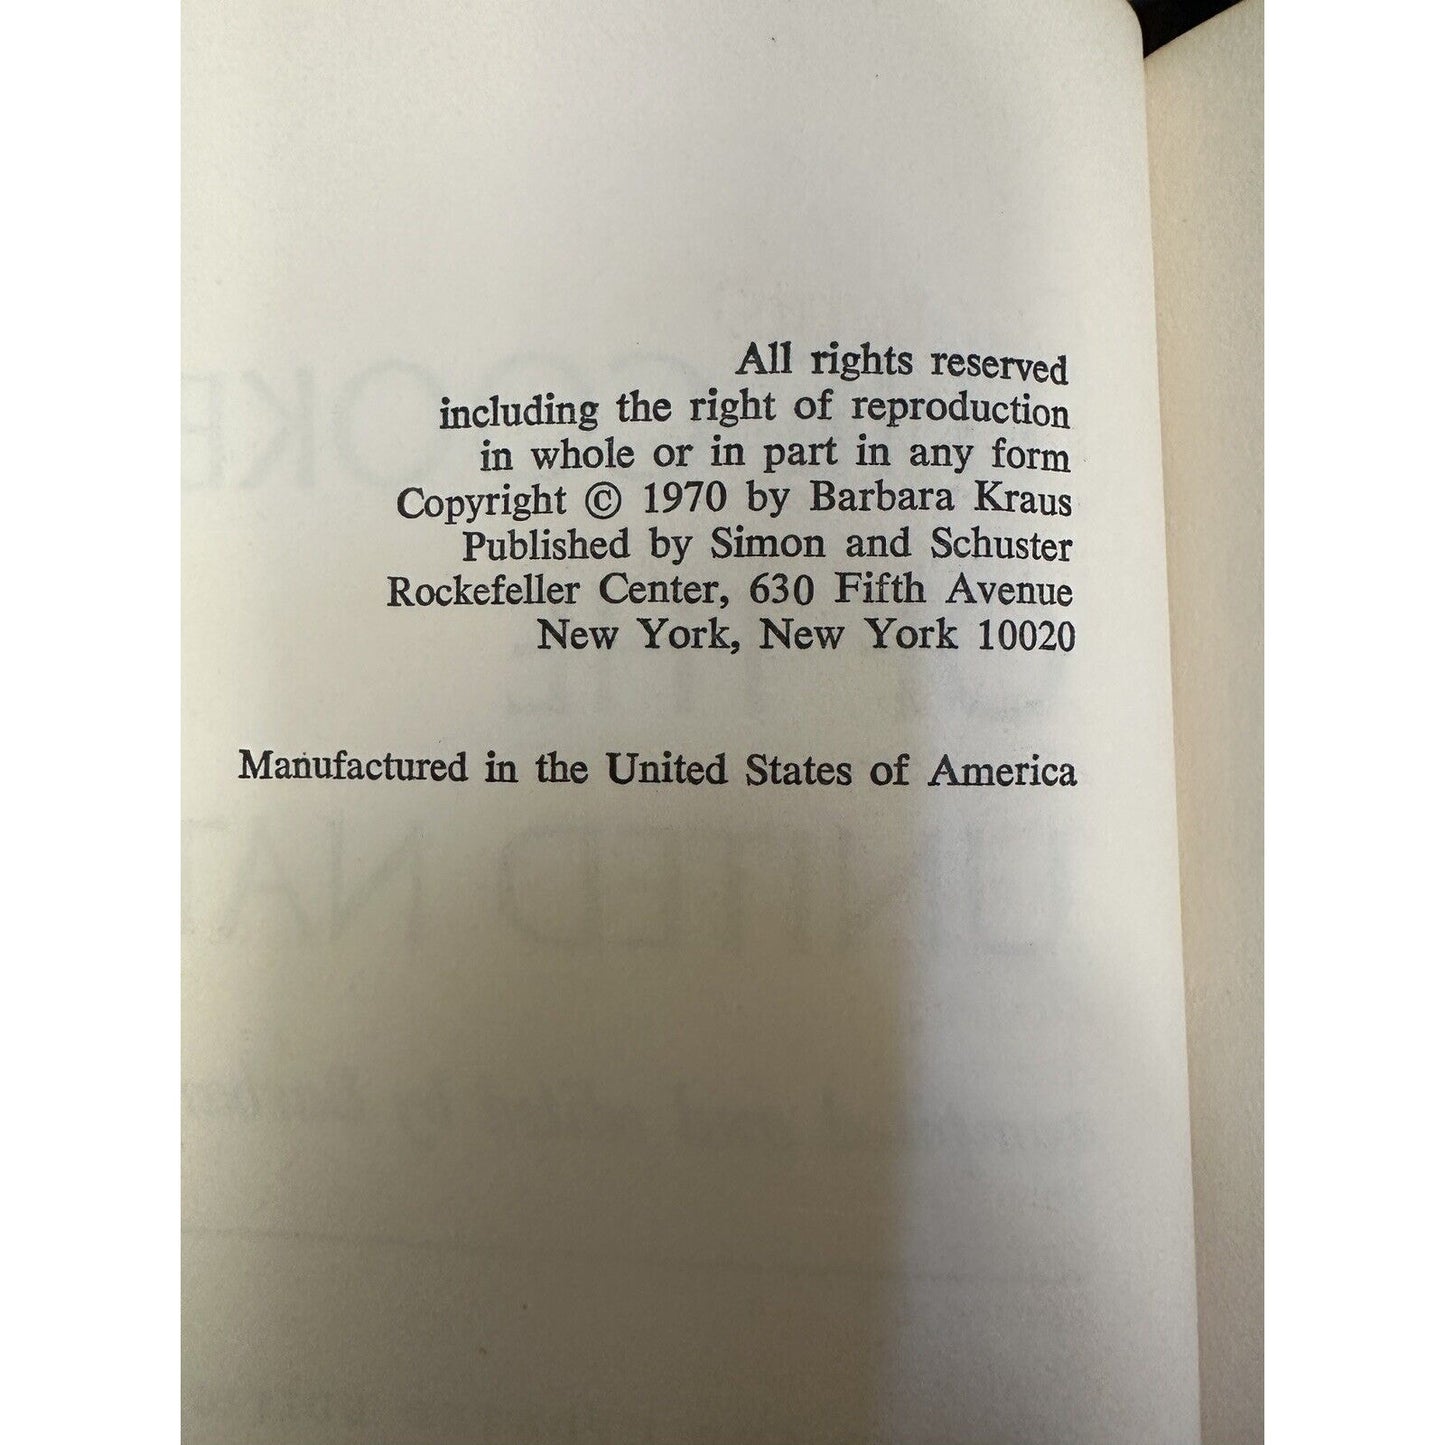 All rights reserved
including the right of reproduction
in whole or in part in any form
Copyright © 1970 by Barbara Kraus
Published by Simon and Schuster
Rockefeller Center, 630 Fifth Avenue
New York, New York 10020
Manufactured in the United States of America